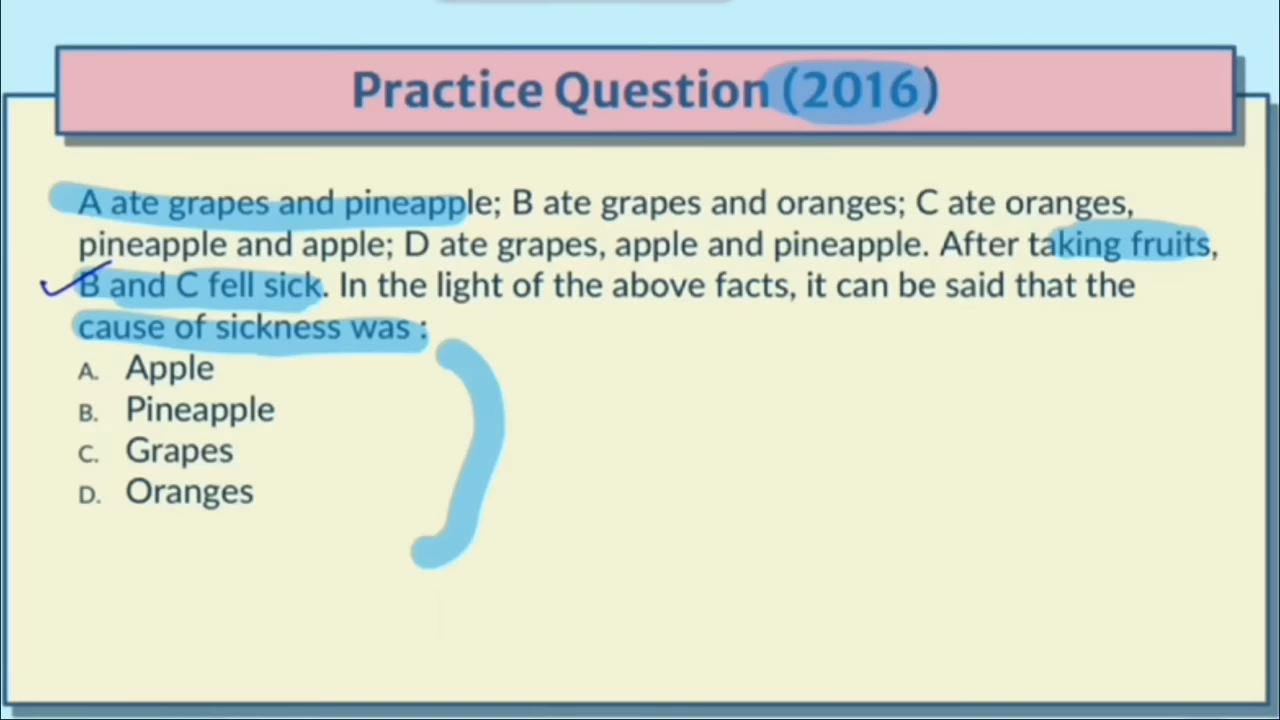 Practice Question (2016)
A ate grapes and pineapple; B ate grapes and oranges; C ate oranges,
pineapple and apple; D ate grapes, apple and pineapple. After taking fruits,
B and C fell sick. In the light of the above facts, it can be said that the
cause of sickness was :
A. Apple
B. Pineapple
C. Grapes
D. Oranges